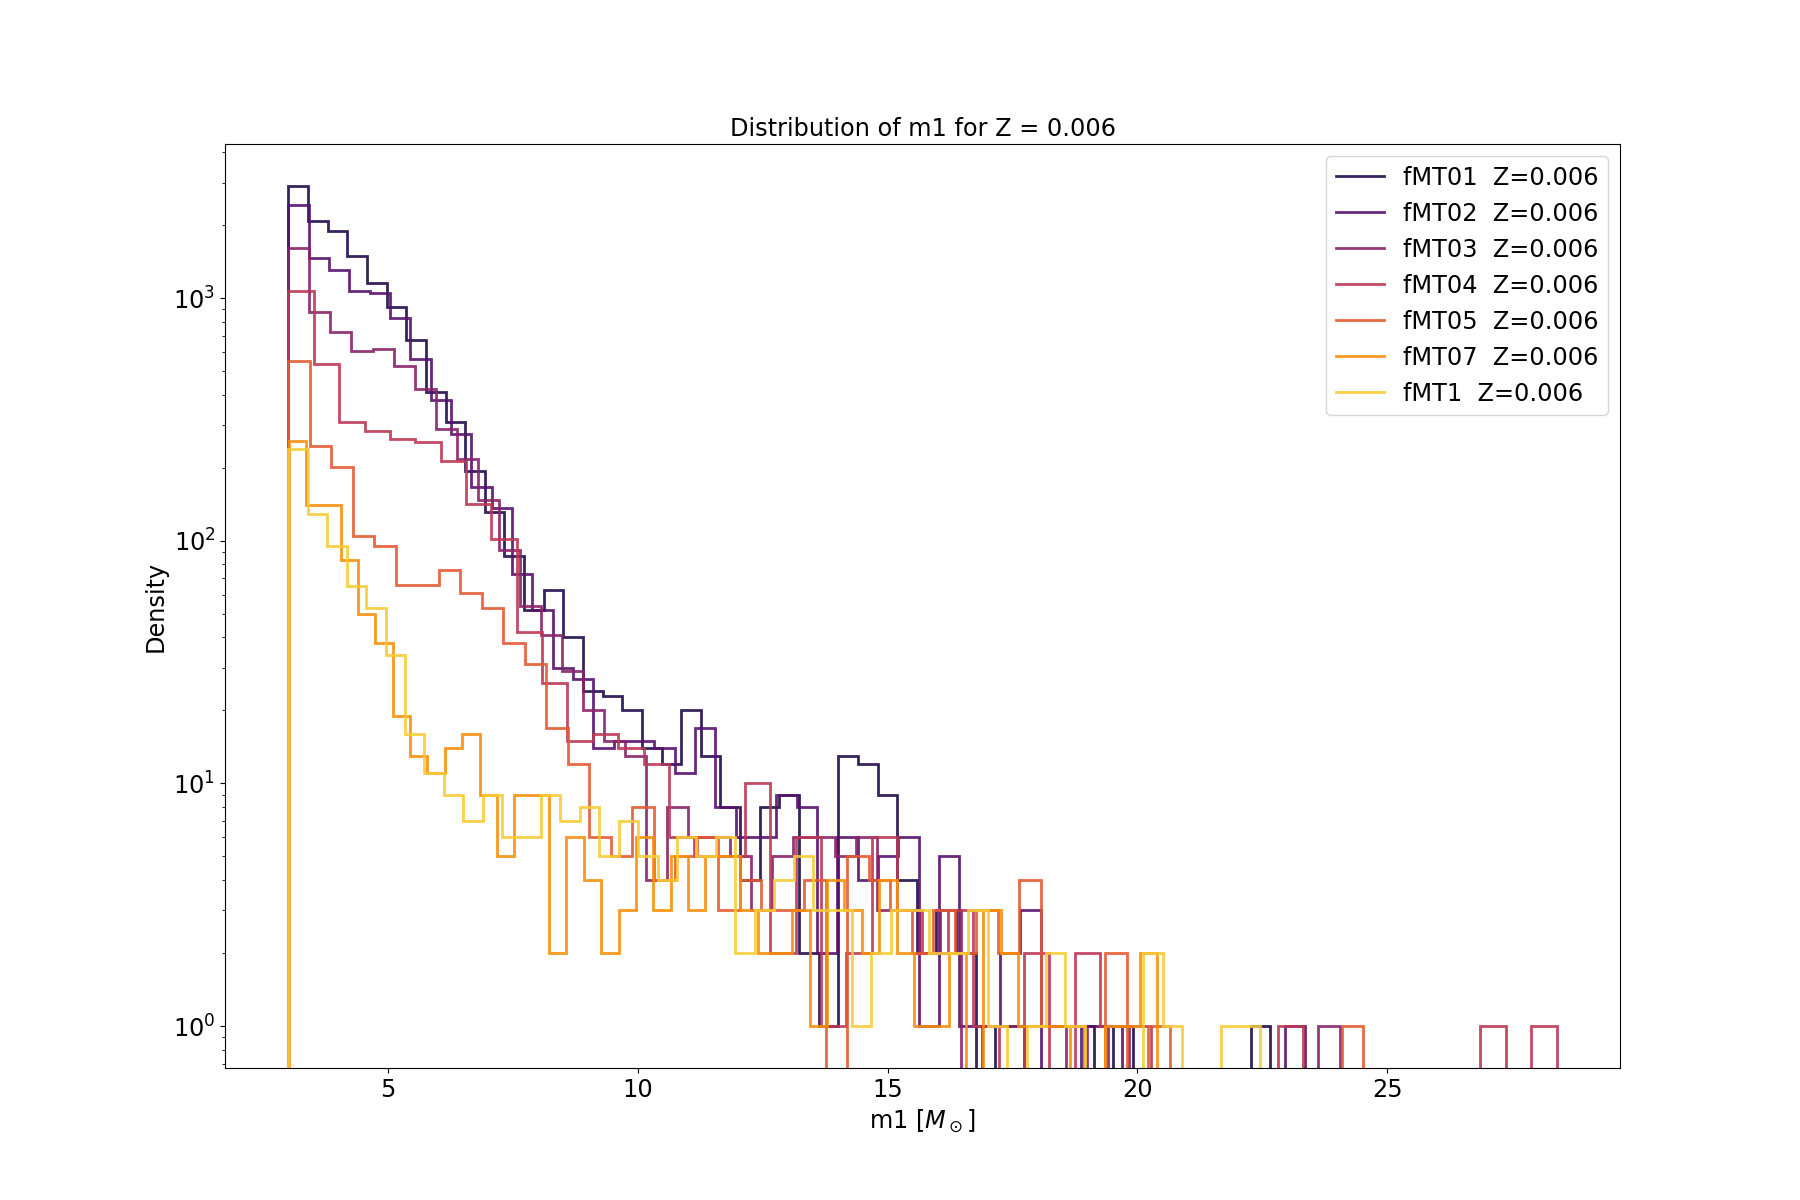 Distribution of m1 for Z = 0.006
fMT01 Z=0.006
fMT02 Z=0.006
fMT03 Z=0.006
fMT04 Z=0.006
fMT05 Z=0.006
fMT07 Z=0.006
fMT1 Z=0.006
Density
10³
10²
10¹
10⁰
5 10 15 20 25
m1 [M⊙]